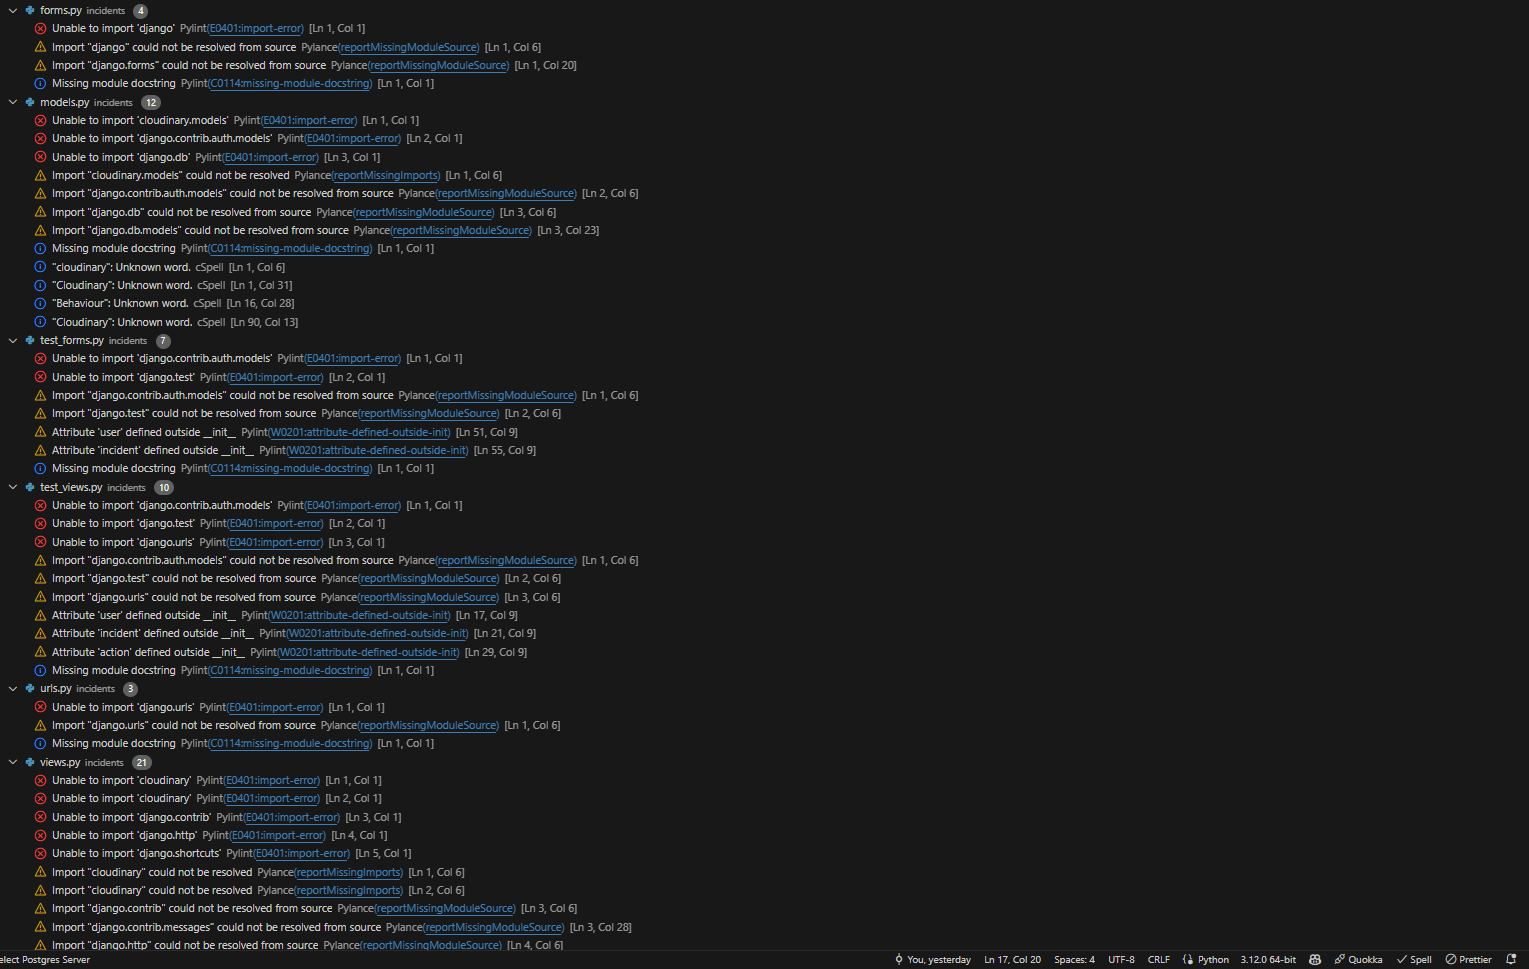 forms.py incidents 4
Unable to import 'django' Pylint(E0401:import-error) [Ln 1, Col 1]
Import "django" could not be resolved from source Pylance(reportMissingModuleSource) [Ln 1, Col 6]
Import "django.forms" could not be resolved from source Pylance(reportMissingModuleSource) [Ln 1, Col 20]
Missing module docstring Pylint(C0114:missing-module-docstring) [Ln 1, Col 1]
models.py incidents 12
Unable to import 'cloudinary.models' Pylint(E0401:import-error) [Ln 1, Col 1]
Unable to import 'django.contrib.auth.models' Pylint(E0401:import-error) [Ln 2, Col 1]
Unable to import 'django.db' Pylint(E0401:import-error) [Ln 3, Col 1]
Import "cloudinary.models" could not be resolved Pylance(reportMissingImports) [Ln 1, Col 6]
Import "django.contrib.auth.models" could not be resolved from source Pylance(reportMissingModuleSource) [Ln 2, Col 6]
Import "django.db" could not be resolved from source Pylance(reportMissingModuleSource) [Ln 3, Col 6]
Import "django.db.models" could not be resolved from source Pylance(reportMissingModuleSource) [Ln 3, Col 23]
Missing module docstring Pylint(C0114:missing-module-docstring) [Ln 1, Col 1]
"cloudinary": Unknown word. cSpell [Ln 1, Col 6]
"Cloudinary": Unknown word. cSpell [Ln 1, Col 31]
"Behaviour": Unknown word. cSpell [Ln 16, Col 28]
"Cloudinary": Unknown word. cSpell [Ln 90, Col 13]
test_forms.py incidents 7
Unable to import 'django.contrib.auth.models' Pylint(E0401:import-error) [Ln 1, Col 1]
Unable to import 'django.test' Pylint(E0401:import-error) [Ln 2, Col 1]
Import "django.contrib.auth.models" could not be resolved from source Pylance(reportMissingModuleSource) [Ln 1, Col 6]
Import "django.test" could not be resolved from source Pylance(reportMissingModuleSource) [Ln 2, Col 6]
Attribute 'user' defined outside __init__ Pylint(W0201:attribute-defined-outside-init) [Ln 51, Col 9]
Attribute 'incident' defined outside __init__ Pylint(W0201:attribute-defined-outside-init) [Ln 55, Col 9]
Missing module docstring Pylint(C0114:missing-module-docstring) [Ln 1, Col 1]
test_views.py incidents 10
Unable to import 'django.contrib.auth.models' Pylint(E0401:import-error) [Ln 1, Col 1]
Unable to import 'django.test' Pylint(E0401:import-error) [Ln 2, Col 1]
Unable to import 'django.urls' Pylint(E0401:import-error) [Ln 3, Col 1]
Import "django.contrib.auth.models" could not be resolved from source Pylance(reportMissingModuleSource) [Ln 1, Col 6]
Import "django.test" could not be resolved from source Pylance(reportMissingModuleSource) [Ln 2, Col 6]
Import "django.urls" could not be resolved from source Pylance(reportMissingModuleSource) [Ln 3, Col 6]
Attribute 'user' defined outside __init__ Pylint(W0201:attribute-defined-outside-init) [Ln 17, Col 9]
Attribute 'incident' defined outside __init__ Pylint(W0201:attribute-defined-outside-init) [Ln 21, Col 9]
Attribute 'action' defined outside __init__ Pylint(W0201:attribute-defined-outside-init) [Ln 29, Col 9]
Missing module docstring Pylint(C0114:missing-module-docstring) [Ln 1, Col 1]
urls.py incidents 3
Unable to import 'django.urls' Pylint(E0401:import-error) [Ln 1, Col 1]
Import "django.urls" could not be resolved from source Pylance(reportMissingModuleSource) [Ln 1, Col 6]
Missing module docstring Pylint(C0114:missing-module-docstring) [Ln 1, Col 1]
views.py incidents 21
Unable to import 'cloudinary' Pylint(E0401:import-error) [Ln 1, Col 1]
Unable to import 'cloudinary' Pylint(E0401:import-error) [Ln 2, Col 1]
Unable to import 'django.contrib' Pylint(E0401:import-error) [Ln 3, Col 1]
Unable to import 'django.http' Pylint(E0401:import-error) [Ln 4, Col 1]
Unable to import 'django.shortcuts' Pylint(E0401:import-error) [Ln 5, Col 1]
Import "cloudinary" could not be resolved Pylance(reportMissingImports) [Ln 1, Col 6]
Import "cloudinary" could not be resolved Pylance(reportMissingImports) [Ln 2, Col 6]
Import "django.contrib" could not be resolved from source Pylance(reportMissingModuleSource) [Ln 3, Col 6]
Import "django.contrib.messages" could not be resolved from source Pylance(reportMissingModuleSource) [Ln 3, Col 28]
Import "django.http" could not be resolved from source Pylance(reportMissingModuleSource) [Ln 4, Col 6]
elect Postgres Server You, yesterday Ln 17, Col 20 Spaces: 4 UTF-8 CRLF Python 3.12.0 64-bit Quokka Spell Prettier